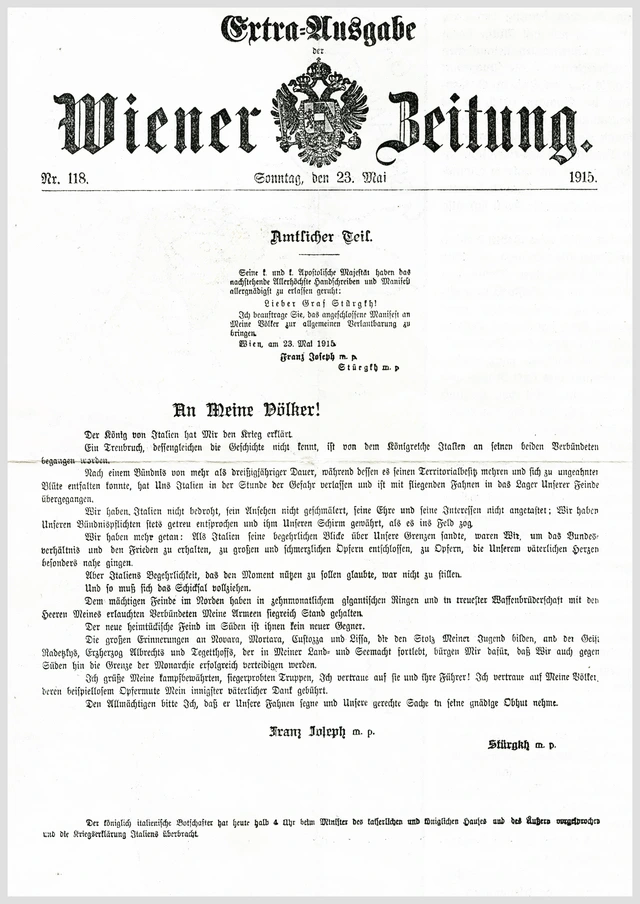 Extra-Ausgabe
der
Wiener Zeitung.
Nr. 118. Sonntag, den 23. Mai 1915.
Amtlicher Teil.
Seine k. und k. Apostolische Majestät haben das
nachstehende Allerhöchste Handschreiben und Manifest
allergnädigst zu erlassen geruht:
Lieber Graf Stürgkh!
Ich beauftrage Sie, das angeschlossene Manifest an
Meine Völker zur allgemeinen Verlautbarung zu
bringen.
Wien, am 23. Mai 1915.
Franz Joseph m. p.
Stürgkh m. p
An Meine Völker!
Der König von Italien hat Mir den Krieg erklärt.
Ein Treubruch, dessengleichen die Geschichte nicht kennt, ist von dem Königreiche Italien an seinen beiden Verbündeten
begangen worden.
Nach einem Bündnis von mehr als dreißigjähriger Dauer, während dessen es seinen Territorialbesitz mehren und sich zu ungeahnter
Blüte entfalten konnte, hat Uns Italien in der Stunde der Gefahr verlassen und ist mit fliegenden Fahnen in das Lager Unserer Feinde
übergegangen.
Wir haben Italien nicht bedroht, sein Ansehen nicht geschmälert, seine Ehre und seine Interessen nicht angetastet; Wir haben
Unseren Bündnispflichten stets getreu entsprochen und ihm Unseren Schirm gewährt, als es ins Feld zog.
Wir haben mehr getan: Als Italien seine begehrlichen Blicke über Unsere Grenzen sandte, waren Wir, um das Bundes-
verhältnis und den Frieden zu erhalten, zu großen und schmerzlichen Opfern entschlossen, zu Opfern, die Unserem väterlichen Herzen
besonders nahe gingen.
Aber Italiens Begehrlichkeit, das den Moment nützen zu sollen glaubte, war nicht zu stillen.
Und so muß sich das Schicksal vollziehen.
Dem mächtigen Feinde im Norden haben in zehnmonatlichem gigantischen Ringen und in treuester Waffenbrüderschaft mit den
Heeren Meines erlauchten Verbündeten Meine Armeen siegreich Stand gehalten.
Der neue heimtückische Feind im Süden ist ihnen kein neuer Gegner.
Die großen Erinnerungen an Novara, Mortara, Custozza und Lissa, die den Stolz Meiner Jugend bilden, und der Geist
Radetzkys, Erzherzog Albrechts und Tegetthoffs, der in Meiner Land- und Seemacht fortlebt, bürgen Mir dafür, daß Wir auch gegen
Süden hin die Grenze der Monarchie erfolgreich verteidigen werden.
Ich grüße Meine kampfbewährten, siegerprobten Truppen, Ich vertraue auf sie und ihre Führer! Ich vertraue auf Meine Völker,
deren beispiellosem Opfermute Mein innigster väterlicher Dank gebührt.
Den Allmächtigen bitte Ich, daß er Unsere Fahnen segne und Unsere gerechte Sache in seine gnädige Obhut nehme.
Franz Joseph m. p.
Stürgkh m. p.
Der königlich italienische Botschafter hat heute halb 4 Uhr beim Minister des kaiserlichen und königlichen Hauses und des Äußern vorgesprochen
und die Kriegserklärung Italiens überbracht.